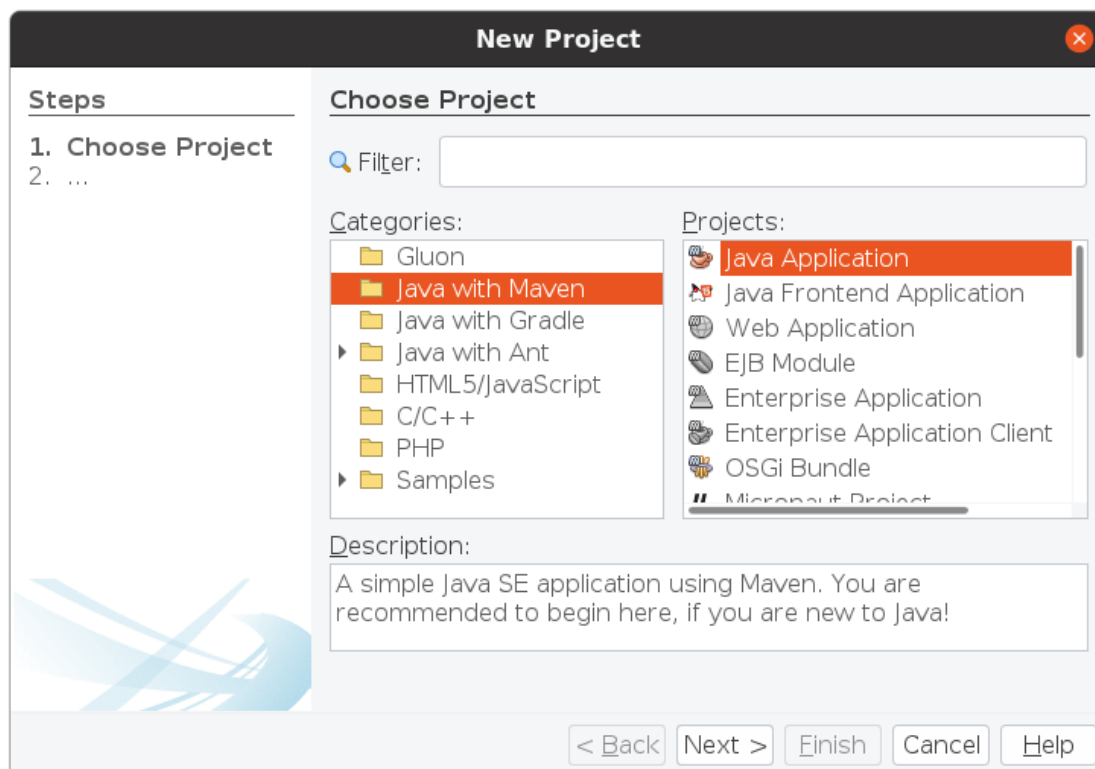 New Project
Steps
1. Choose Project
2. ...
Choose Project
Filter:
Categories:
Gluon
Java with Maven
Java with Gradle
Java with Ant
HTML5/JavaScript
C/C++
PHP
Samples
Projects:
Java Application
Java Frontend Application
Web Application
EJB Module
Enterprise Application
Enterprise Application Client
OSGi Bundle
Micronaut Project
Description:
A simple Java SE application using Maven. You are
recommended to begin here, if you are new to Java!
< Back Next > Finish Cancel Help